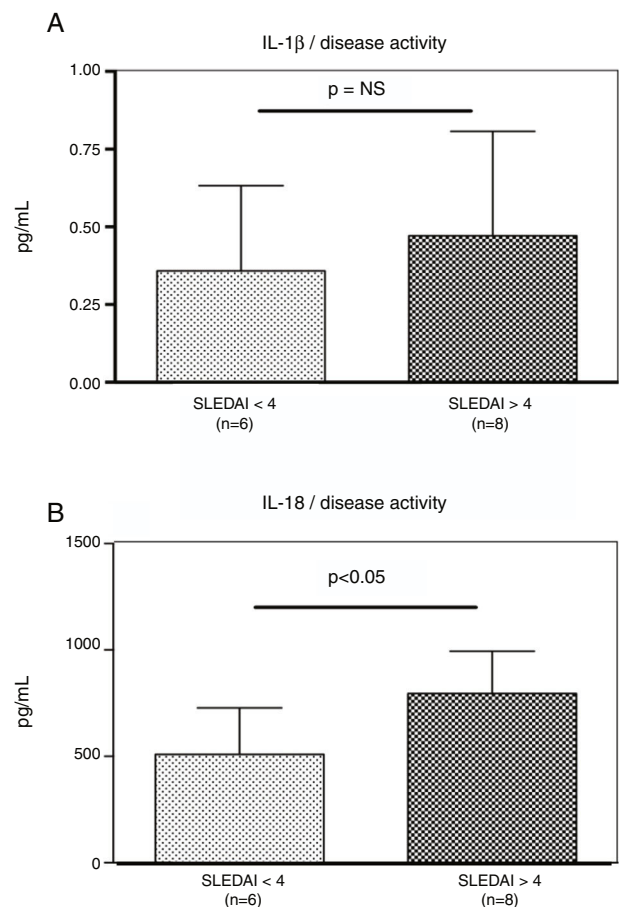 A
IL-1β / disease activity
1.00
p = NS
0.75
pg/mL
0.50
0.25
0.00
SLEDAI < 4
(n=6)
SLEDAI > 4
(n=8)
B
IL-18 / disease activity
1500
p<0.05
1000
pg/mL
500
0
SLEDAI < 4
(n=6)
SLEDAI > 4
(n=8)